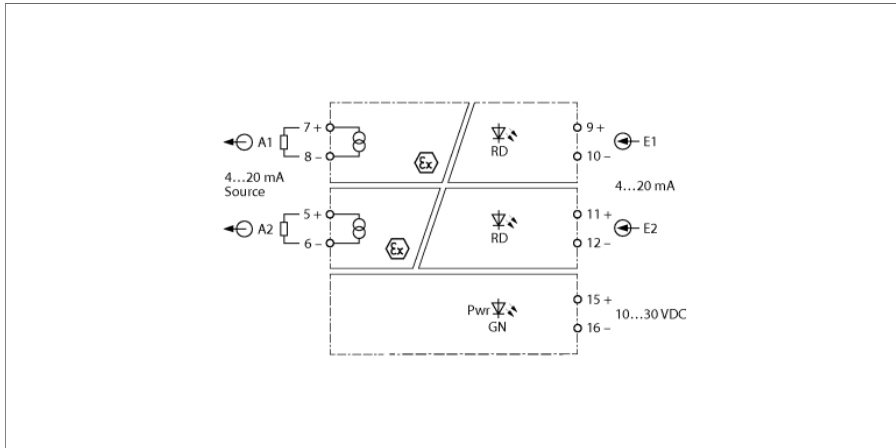 A1
7 +
8 –
4…20 mA
Source
Ex
RD
9 +
10 –
E1
4…20 mA
A2
5 +
6 –
Ex
RD
11 +
12 –
E2
Pwr
GN
15 +
16 –
10…30 VDC